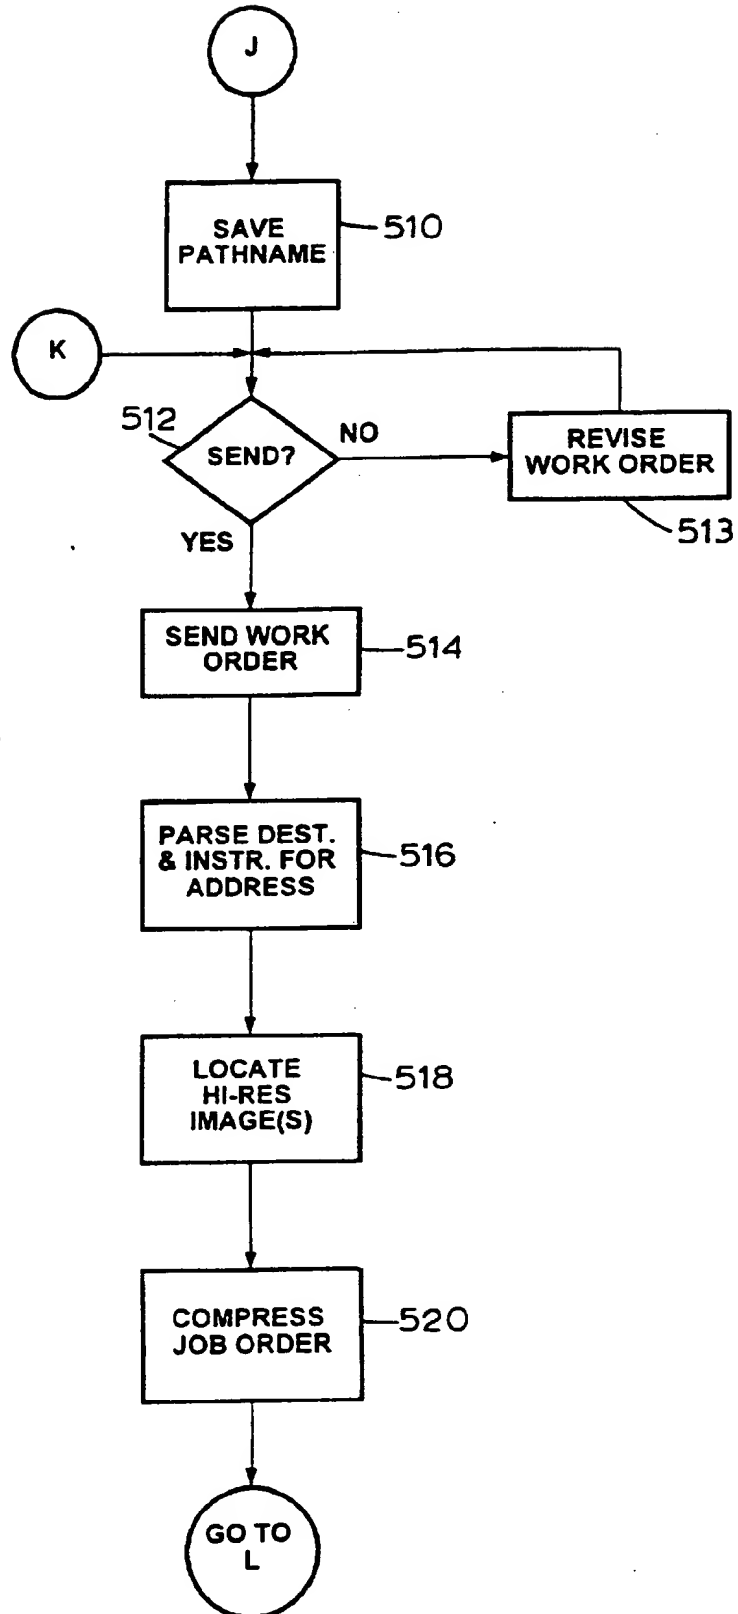 J
SAVE
PATHNAME
510
K
512
SEND?
NO
REVISE
WORK ORDER
513
YES
SEND WORK
ORDER
514
PARSE DEST.
& INSTR. FOR
ADDRESS
516
LOCATE
HI-RES
IMAGE(S)
518
COMPRESS
JOB ORDER
520
GO TO
L